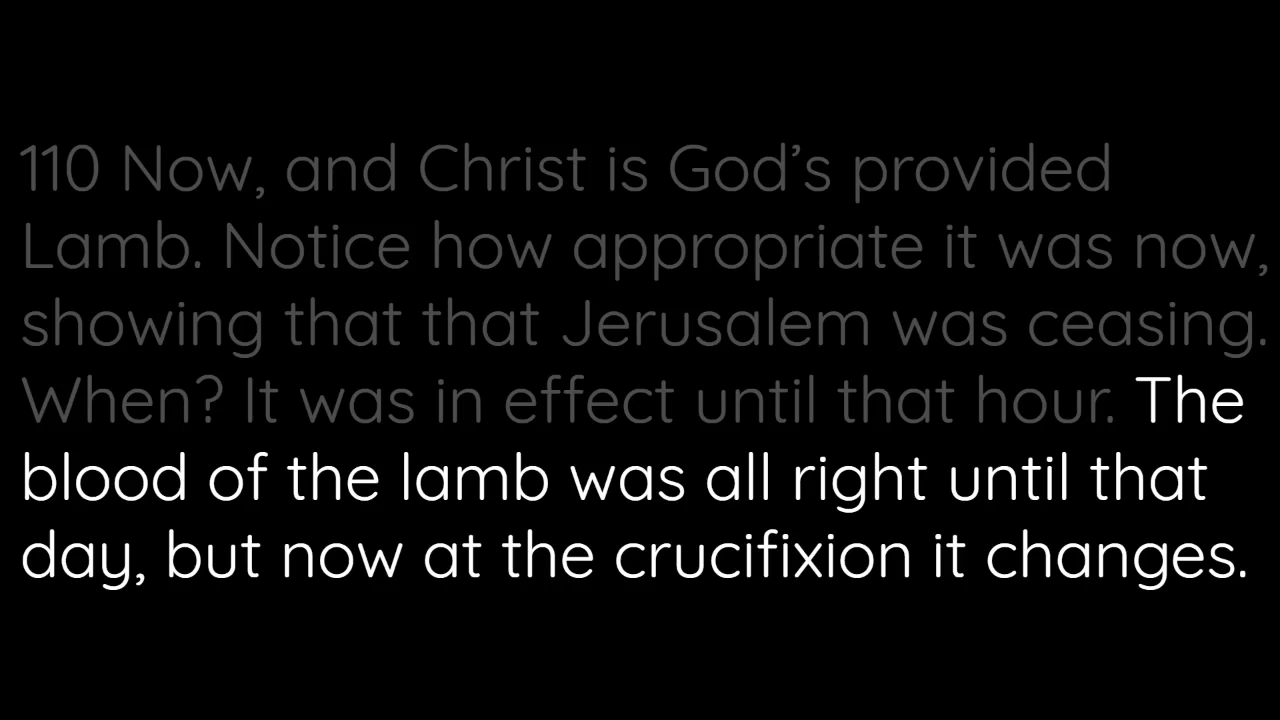 110 Now, and Christ is God’s provided
Lamb. Notice how appropriate it was now,
showing that that Jerusalem was ceasing.
When? It was in effect until that hour. The
blood of the lamb was all right until that
day, but now at the crucifixion it changes.